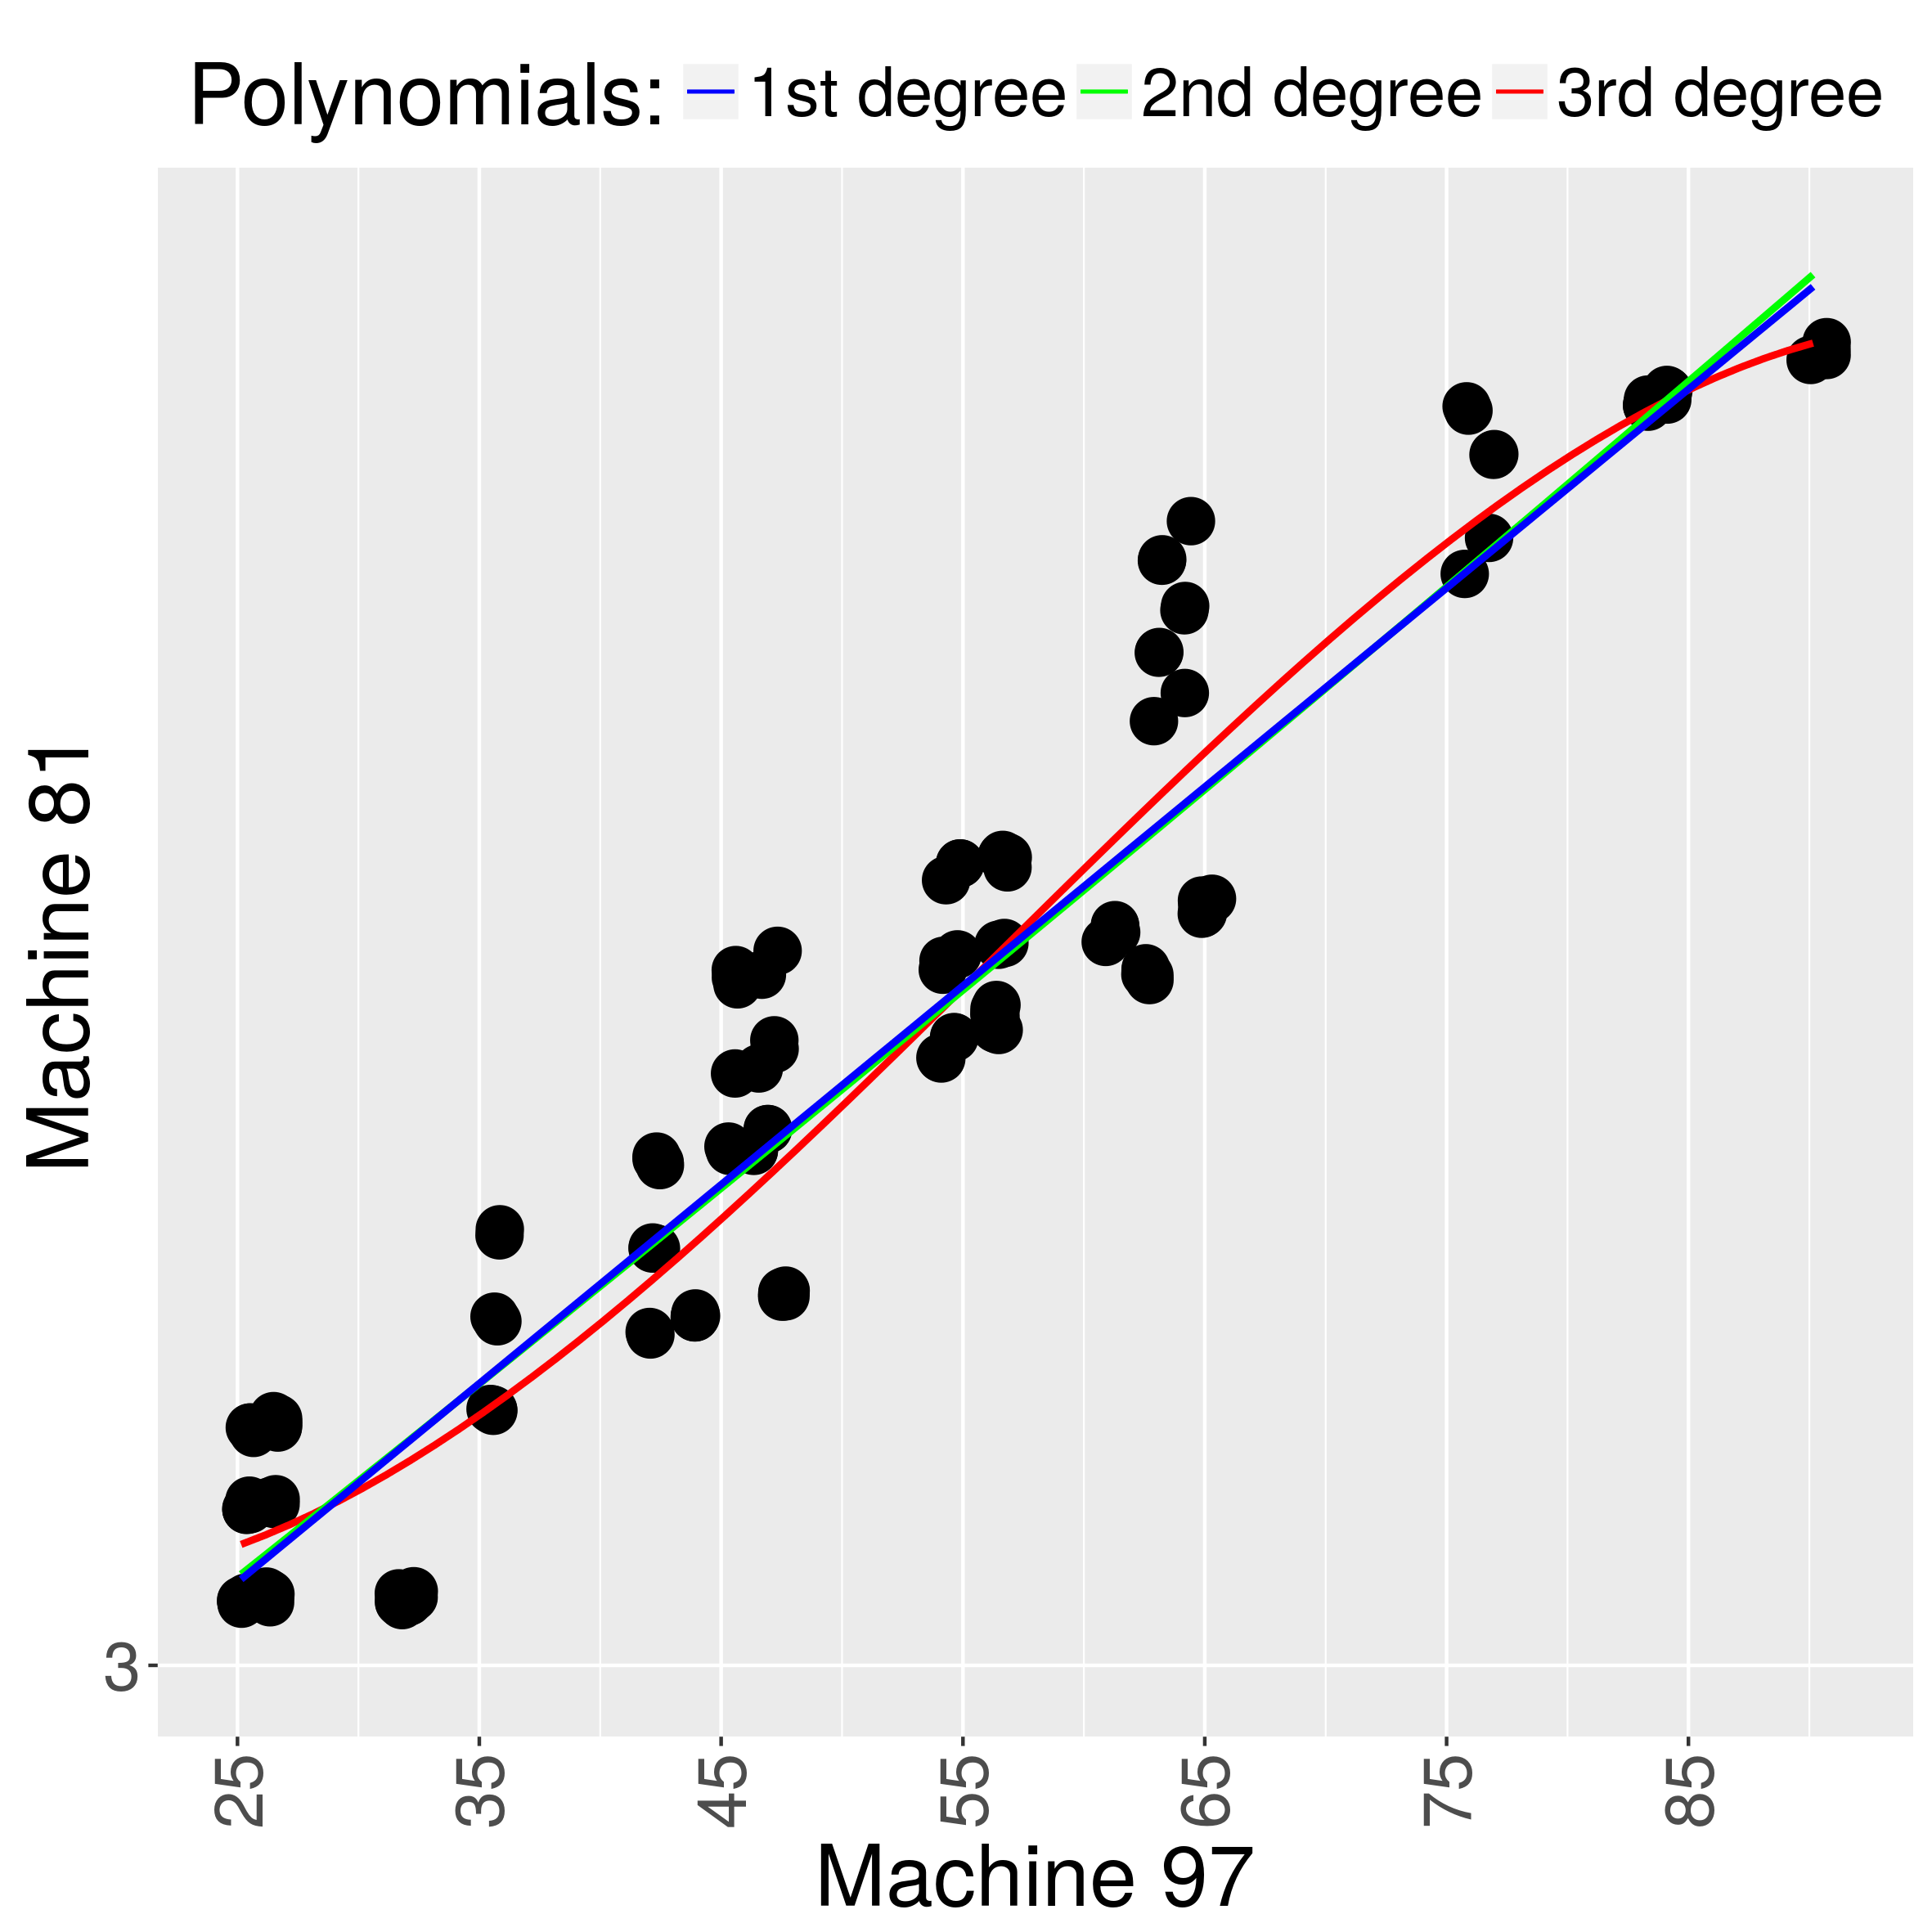 Polynomials: 1st degree 2nd degree 3rd degree
Machine 81
3
25 35 45 55 65 75 85
Machine 97